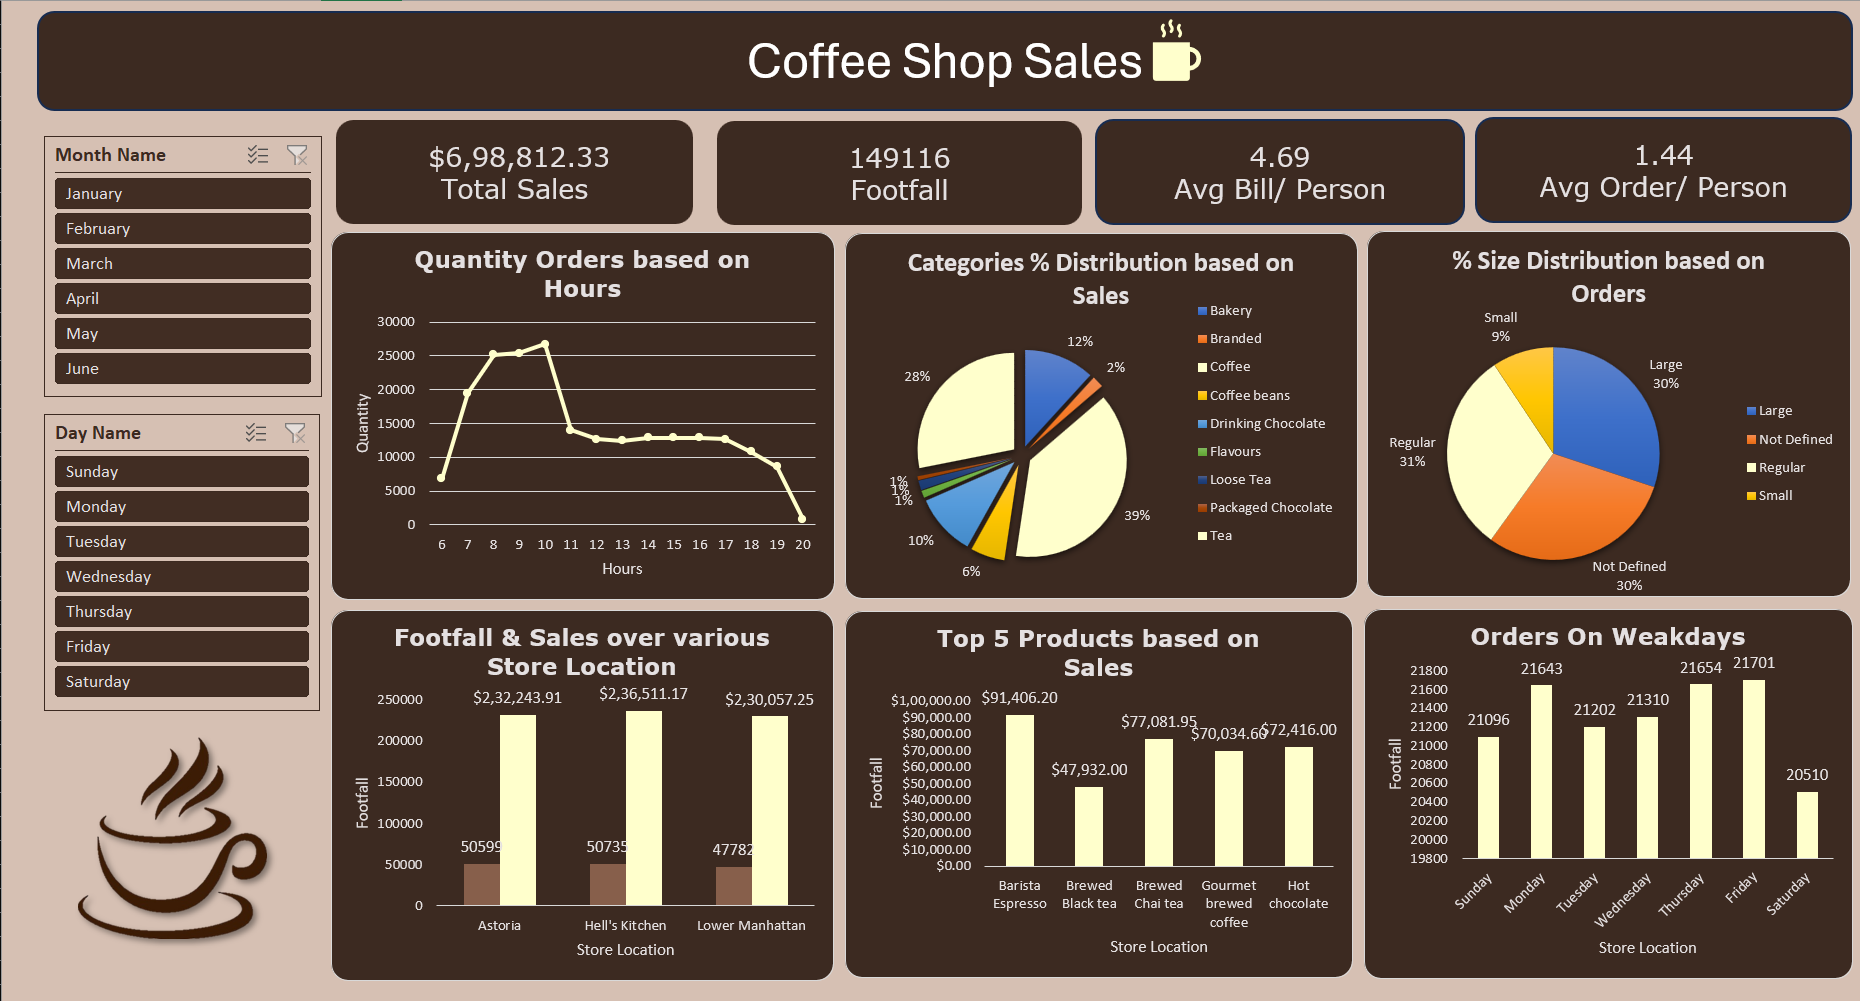 Coffee Shop Sales
Month Name
January
February
March
April
May
June
Day Name
Sunday
Monday
Tuesday
Wednesday
Thursday
Friday
Saturday
$6,98,812.33
Total Sales
149116
Footfall
4.69
Avg Bill/ Person
1.44
Avg Order/ Person
Quantity Orders based on
Hours
30000
25000
20000
15000
10000
5000
0
Quantity
6 7 8 9 10 11 12 13 14 15 16 17 18 19 20
Hours
Categories % Distribution based on
Sales
12%
2%
39%
6%
10%
1%
1%
1%
28%
Bakery
Branded
Coffee
Coffee beans
Drinking Chocolate
Flavours
Loose Tea
Packaged Chocolate
Tea
% Size Distribution based on
Orders
Small
9%
Large
30%
Regular
31%
Not Defined
30%
Large
Not Defined
Regular
Small
Footfall & Sales over various
Store Location
250000
200000
150000
100000
50000
0
Footfall
$2,32,243.91
$2,36,511.17
$2,30,057.25
50599
50735
47782
Astoria
Hell's Kitchen
Lower Manhattan
Store Location
Top 5 Products based on
Sales
$1,00,000.00
$90,000.00
$80,000.00
$70,000.00
$60,000.00
$50,000.00
$40,000.00
$30,000.00
$20,000.00
$10,000.00
$0.00
Footfall
$91,406.20
$47,932.00
$77,081.95
$70,034.60
$72,416.00
Barista
Espresso
Brewed
Black tea
Brewed
Chai tea
Gourmet
brewed
coffee
Hot
chocolate
Store Location
Orders On Weakdays
21800
21600
21400
21200
21000
20800
20600
20400
20200
20000
19800
Footfall
21096
21643
21202
21310
21654
21701
20510
Sunday
Monday
Tuesday
Wednesday
Thursday
Friday
Saturday
Store Location